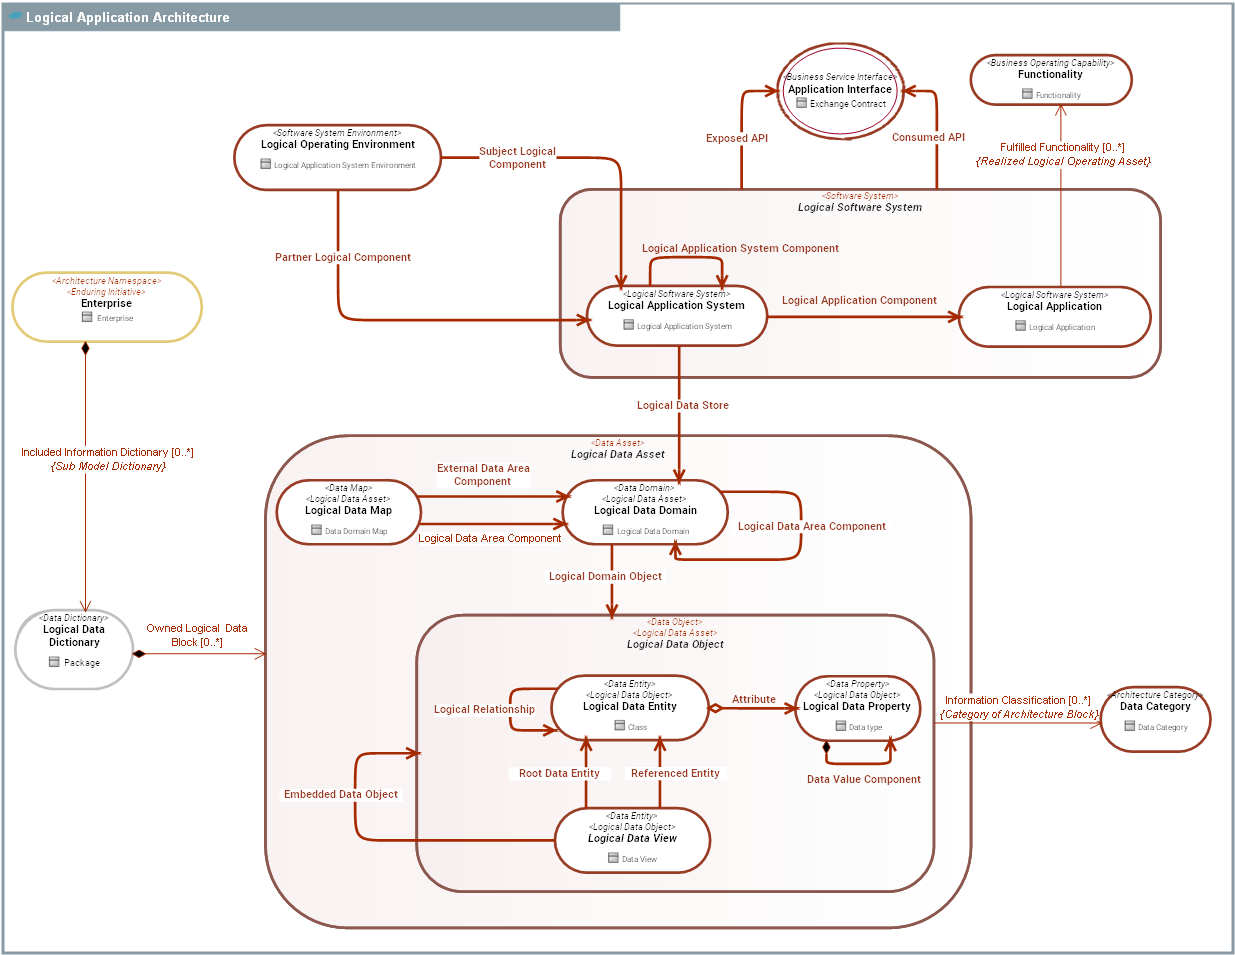 Logical Application Architecture
<Business Service Interface>
Application Interface
Exchange Contract
<Business Operating Capability>
Functionality
Functionality
Exposed API
Consumed API
Fulfilled Functionality [0..*]
{Realized Logical Operating Asset}
<Software System Environment>
Logical Operating Environment
Logical Application System Environment
Subject Logical
Component
Partner Logical Component
<Software System>
Logical Software System
Logical Application System Component
<Logical Software System>
Logical Application System
Logical Application System
Logical Application Component
<Logical Software System>
Logical Application
Logical Application
<Architecture Namespace>
<Enduring Initiative>
Enterprise
Enterprise
Included Information Dictionary [0..*]
{Sub Model Dictionary}
Logical Data Store
<Data Asset>
Logical Data Asset
<Data Map>
<Logical Data Asset>
Logical Data Map
Data Domain Map
External Data Area
Component
Logical Data Area Component
<Data Domain>
<Logical Data Asset>
Logical Data Domain
Logical Data Domain
Logical Data Area Component
Logical Domain Object
<Data Dictionary>
Logical Data
Dictionary
Package
Owned Logical  Data
Block [0..*]
<Data Object>
<Logical Data Asset>
Logical Data Object
<Data Entity>
<Logical Data Object>
Logical Data Entity
Class
Logical Relationship
Attribute
<Data Property>
<Logical Data Object>
Logical Data Property
Data type
Data Value Component
Root Data Entity
Referenced Entity
Embedded Data Object
<Data Entity>
<Logical Data Object>
Logical Data View
Data View
Information Classification [0..*]
{Category of Architecture Block}
<Architecture Category>
Data Category
Data Category